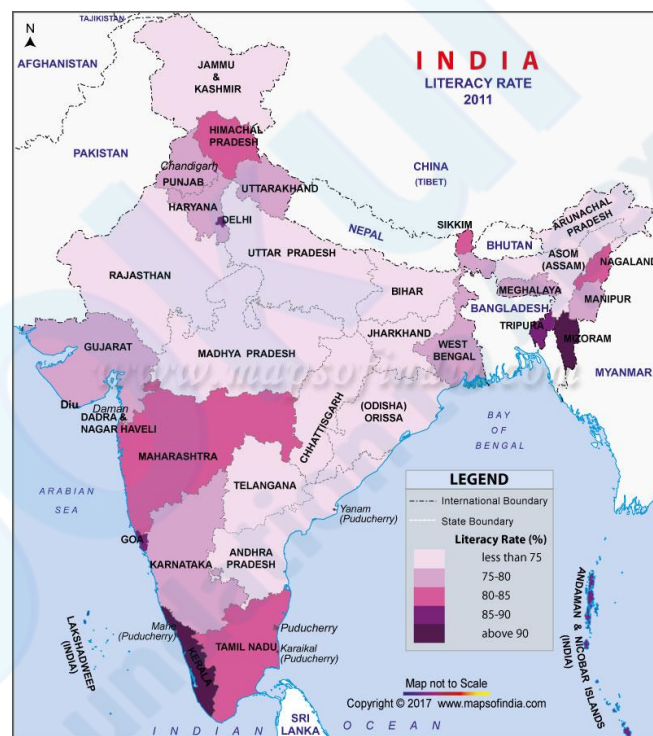 TAJIKISTAN
N
AFGHANISTAN
JAMMU
&
KASHMIR
INDIA
LITERACY RATE
2011
HIMACHAL
PRADESH
PAKISTAN
Chandigarh
PUNJAB
UTTARAKHAND
CHINA
(TIBET)
HARYANA
DELHI
NEPAL
SIKKIM
BHUTAN
ARUNACHAL
PRADESH
RAJASTHAN
UTTAR PRADESH
ASOM
(ASSAM)
NAGALAND
BIHAR
MEGHALAYA
MANIPUR
BANGLADESH
JHARKHAND
TRIPURA
GUJARAT
MADHYA PRADESH
WEST
BENGAL
MIZORAM
www.mapsofindia.com
MYANMAR
Diu
Daman
DADRA &
NAGAR HAVELI
CHHATTISGARH
(ODISHA)
ORISSA
BAY
OF
BENGAL
MAHARASHTRA
ARABIAN
SEA
TELANGANA
Yanam
(Puducherry)
GOA
KARNATAKA
ANDHRA
PRADESH
LEGEND
International Boundary
State Boundary
Literacy Rate (%)
less than 75
75-80
80-85
85-90
above 90
LAKSHADWEEP
(INDIA)
Mahe
(Puducherry)
KERALA
TAMIL NADU
Puducherry
Karaikal
(Puducherry)
ANDAMAN & NICOBAR ISLANDS
(INDIA)
Map not to Scale
Copyright © 2017 www.mapsofindia.com
SRI
LANKA
INDIAN OCEAN